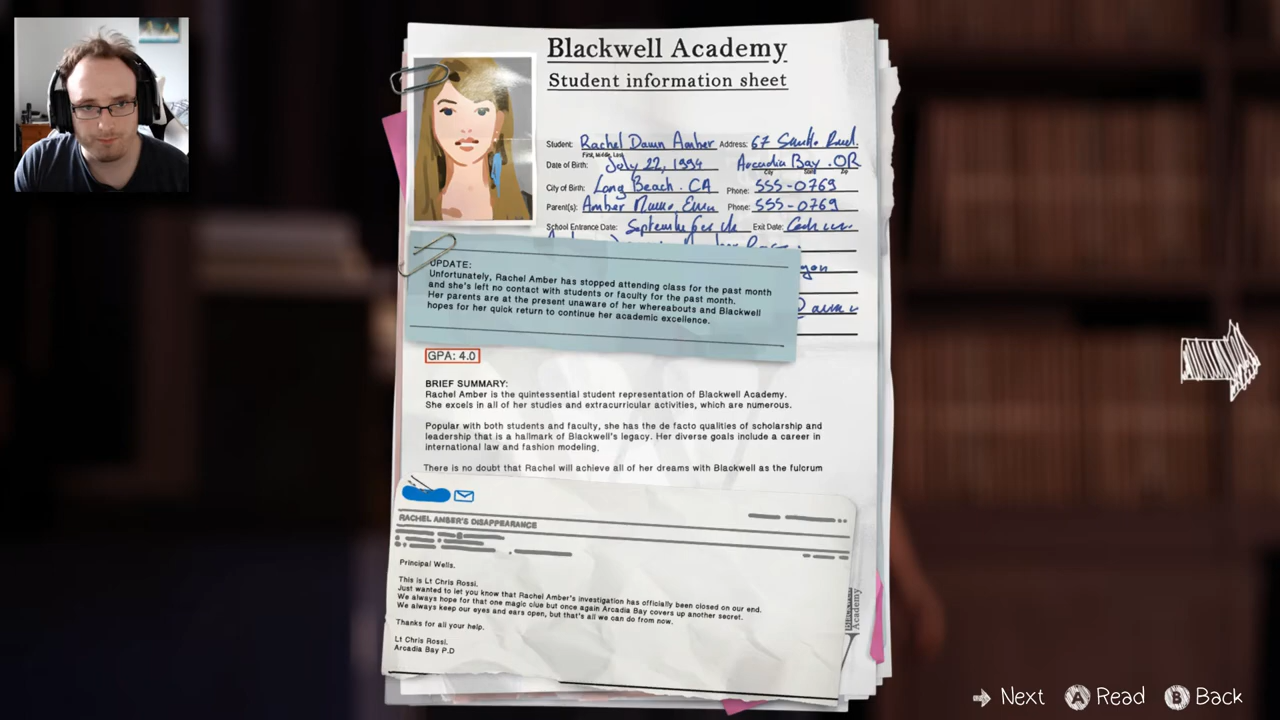 Blackwell Academy
Student information sheet
Student: Rachel Dawn Amber Address: 67
First, Middle, Last
Date of Birth: July 22, 1994 Arcadia Bay . OR
City State Zip
City of Birth: Long Beach . CA Phone: 555-0769
Parent(s): Amber Phone: 555-0769
School Entrance Date: September Exit Date:
UPDATE:
Unfortunately, Rachel Amber has stopped attending class for the past month
and she's left no contact with students or faculty for the past month.
Her parents are at the present unaware of her whereabouts and Blackwell
hopes for her quick return to continue her academic excellence.
GPA: 4.0
BRIEF SUMMARY:
Rachel Amber is the quintessential student representation of Blackwell Academy.
She excels in all of her studies and extracurricular activities, which are numerous.
Popular with both students and faculty, she has the de facto qualities of scholarship and
leadership that is a hallmark of Blackwell's legacy. Her diverse goals include a career in
international law and fashion modeling.
There is no doubt that Rachel will achieve all of her dreams with Blackwell as the fulcrum
RACHEL AMBER'S DISAPPEARANCE
Principal Wells.
This is Lt Chris Rossi.
Just wanted to let you know that Rachel Amber's investigation has officially been closed on our end.
We always hope for that one magic clue but once again Arcadia Bay covers up another secret.
We always keep our eyes and ears open, but that's all we can do from now.
Thanks for all your help.
Lt Chris Rossi.
Arcadia Bay P.D
Academy
Next A Read B Back